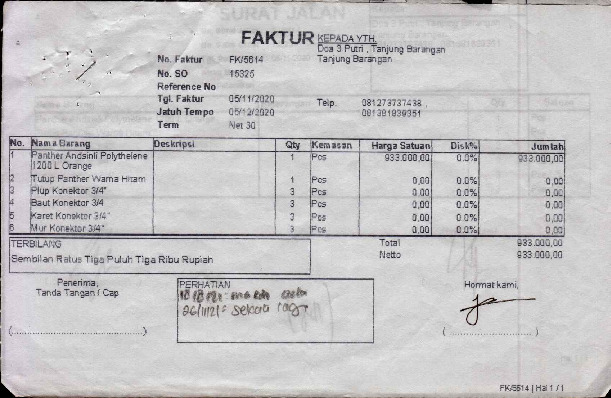 FAKTUR
KEPADA YTH.
Doa 3 Putri , Tanjung Barangan
Tanjung Barangan
No. Faktur FK/5614
No. SO 15325
Reference No
Tgl. Faktur 05/11/2020
Jatuh Tempo 05/12/2020
Term Net 30
Telp. 081273737438 ,
081391839351
No. Nama Barang Deskripsi Qty Kemasan Harga Satuan Disk% Jumlah
1 Panther Andsinli Polythelene 1 Pcs 933.000,00 0.0% 933.000,00
1200 L Orange
2 Tutup Panther Warna Hitam 1 Pcs 0,00 0.0% 0,00
3 Plup Konektor 3/4" 3 Pcs 0,00 0.0% 0,00
4 Baut Konektor 3/4 3 Pcs 0,00 0.0% 0,00
5 Karet Konektor 3/4" 3 Pcs 0,00 0.0% 0,00
6 Mur Konektor 3/4" 3 Pcs 0,00 0.0% 0,00
TERBILANG
Sembilan Ratus Tiga Puluh Tiga Ribu Rupiah
Total 933.000,00
Netto 933.000,00
Penerima,
Tanda Tangan / Cap
(..............................)
PERHATIAN
Hormat kami,
(..............................)
FK/5614 | Hal 1 / 1